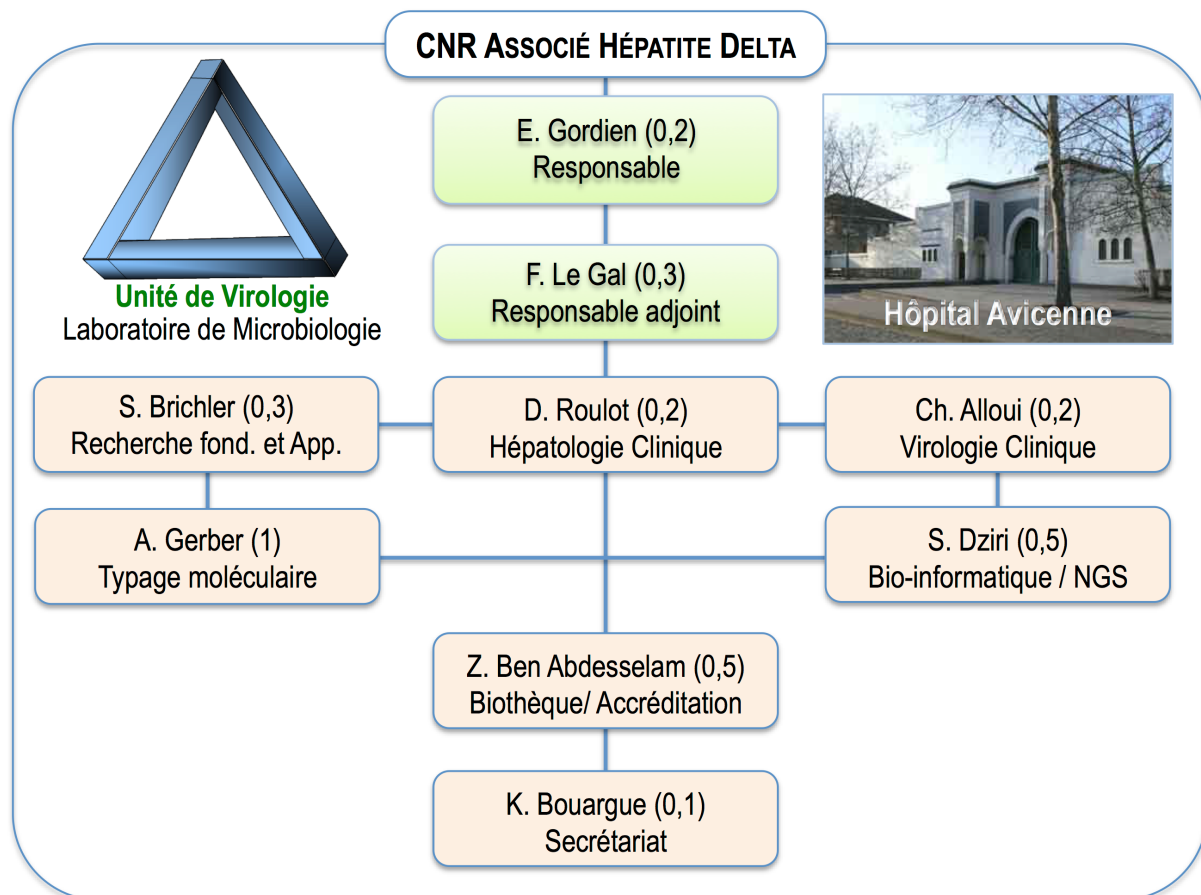 CNR ASSOCIÉ HÉPATITE DELTA
E. Gordien (0,2)
Responsable
F. Le Gal (0,3)
Responsable adjoint
Unité de Virologie
Laboratoire de Microbiologie
Hôpital Avicenne
S. Brichler (0,3)
Recherche fond. et App.
D. Roulot (0,2)
Hépatologie Clinique
Ch. Alloui (0,2)
Virologie Clinique
A. Gerber (1)
Typage moléculaire
S. Dziri (0,5)
Bio-informatique / NGS
Z. Ben Abdesselam (0,5)
Biothèque/ Accréditation
K. Bouargue (0,1)
Secrétariat